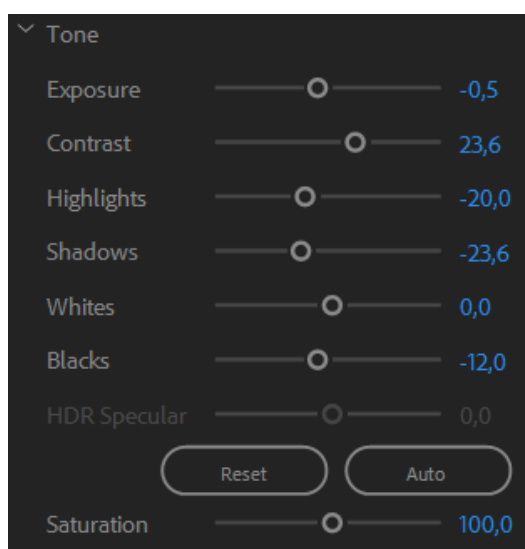 Tone
Exposure -0,5
Contrast 23,6
Highlights -20,0
Shadows -23,6
Whites 0,0
Blacks -12,0
HDR Specular 0,0
Reset Auto
Saturation 100,0